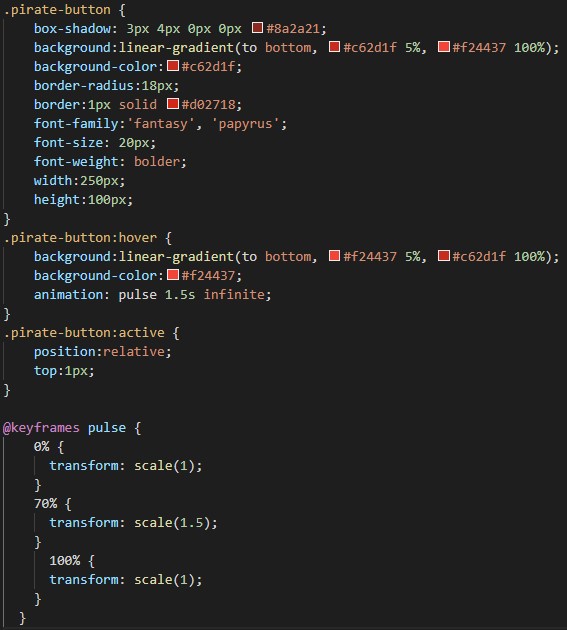 .pirate-button {
    box-shadow: 3px 4px 0px 0px #8a2a21;
    background:linear-gradient(to bottom, #c62d1f 5%, #f24437 100%);
    background-color:#c62d1f;
    border-radius:18px;
    border:1px solid #d02718;
    font-family:'fantasy', 'papyrus';
    font-size: 20px;
    font-weight: bolder;
    width:250px;
    height:100px;
}
.pirate-button:hover {
    background:linear-gradient(to bottom, #f24437 5%, #c62d1f 100%);
    background-color:#f24437;
    animation: pulse 1.5s infinite;
}
.pirate-button:active {
    position:relative;
    top:1px;
}

@keyframes pulse {
    0% {
      transform: scale(1);
    }
    70% {
      transform: scale(1.5);
    }
      100% {
      transform: scale(1);
    }
  }